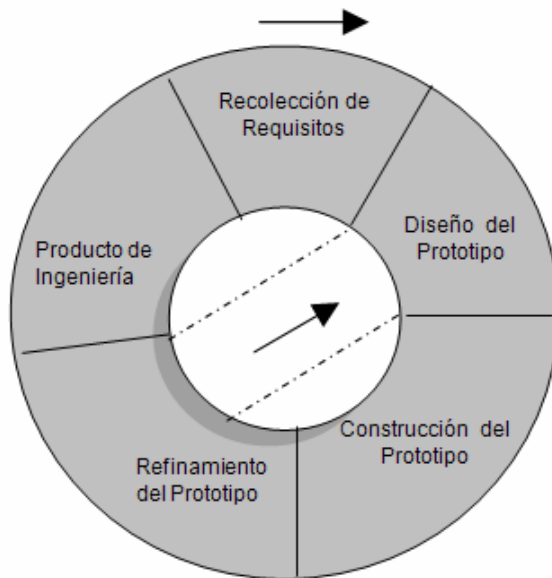 Recolección de
Requisitos
Diseño del
Prototipo
Construcción del
Prototipo
Refinamiento
del Prototipo
Producto de
Ingeniería